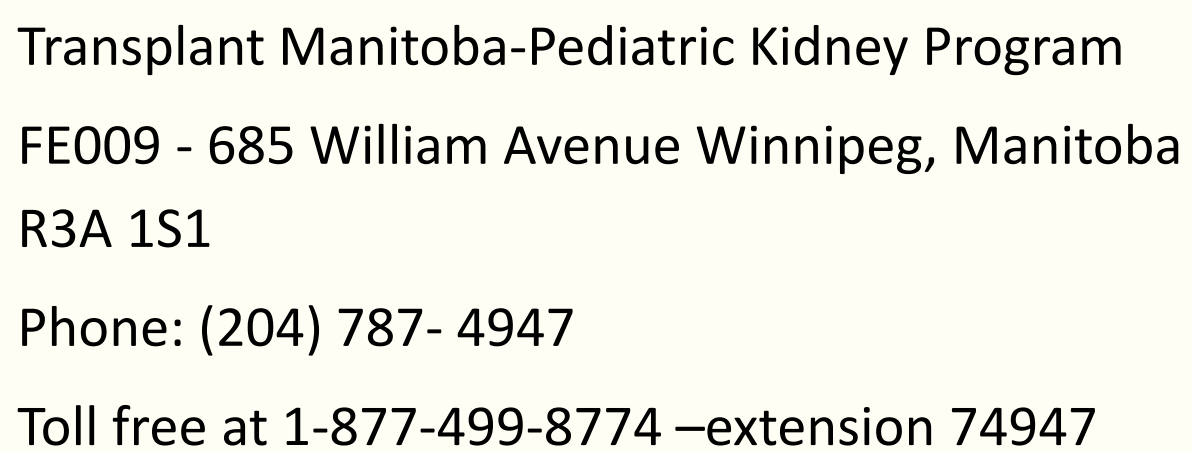 Transplant Manitoba-Pediatric Kidney Program
FE009 - 685 William Avenue Winnipeg, Manitoba
R3A 1S1
Phone: (204) 787- 4947
Toll free at 1-877-499-8774 –extension 74947